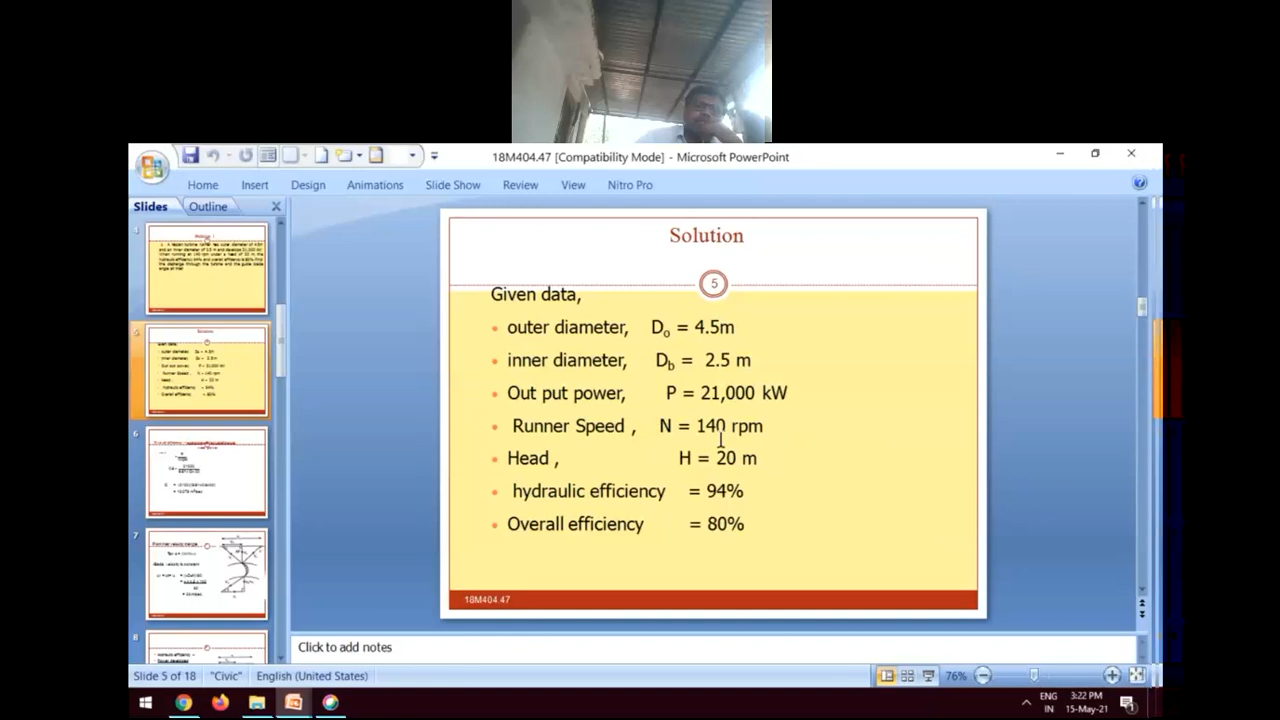 18M404.47 [Compatibility Mode] - Microsoft PowerPoint
Home Insert Design Animations Slide Show Review View Nitro Pro
Slides Outline
Solution
5
Given data,
• outer diameter, Do = 4.5m
• inner diameter, Db = 2.5 m
• Out put power, P = 21,000 kW
• Runner Speed , N = 140 rpm
• Head , H = 20 m
• hydraulic efficiency = 94%
• Overall efficiency = 80%
18M404.47
6
7
8
Click to add notes
Slide 5 of 18 "Civic" English (United States) 76%
ENG 3:22 PM
IN 15-May-21